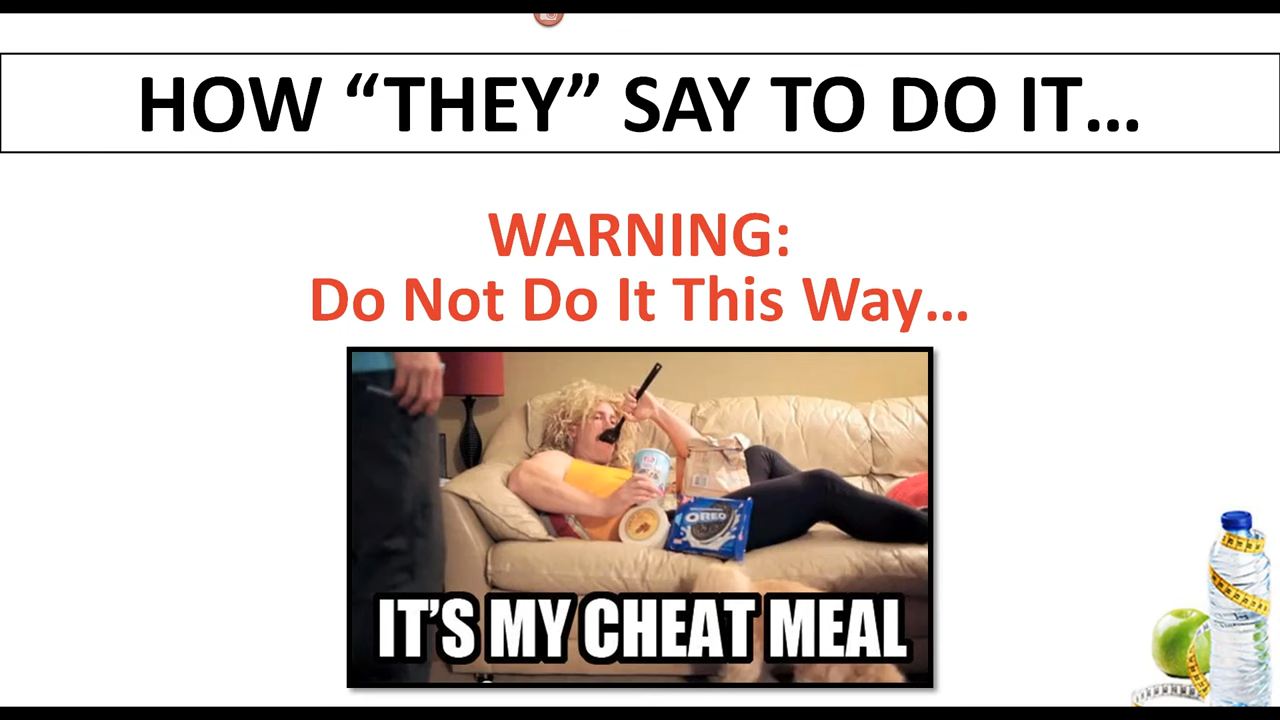 HOW “THEY” SAY TO DO IT...
WARNING:
Do Not Do It This Way...
OREO
IT'S MY CHEAT MEAL